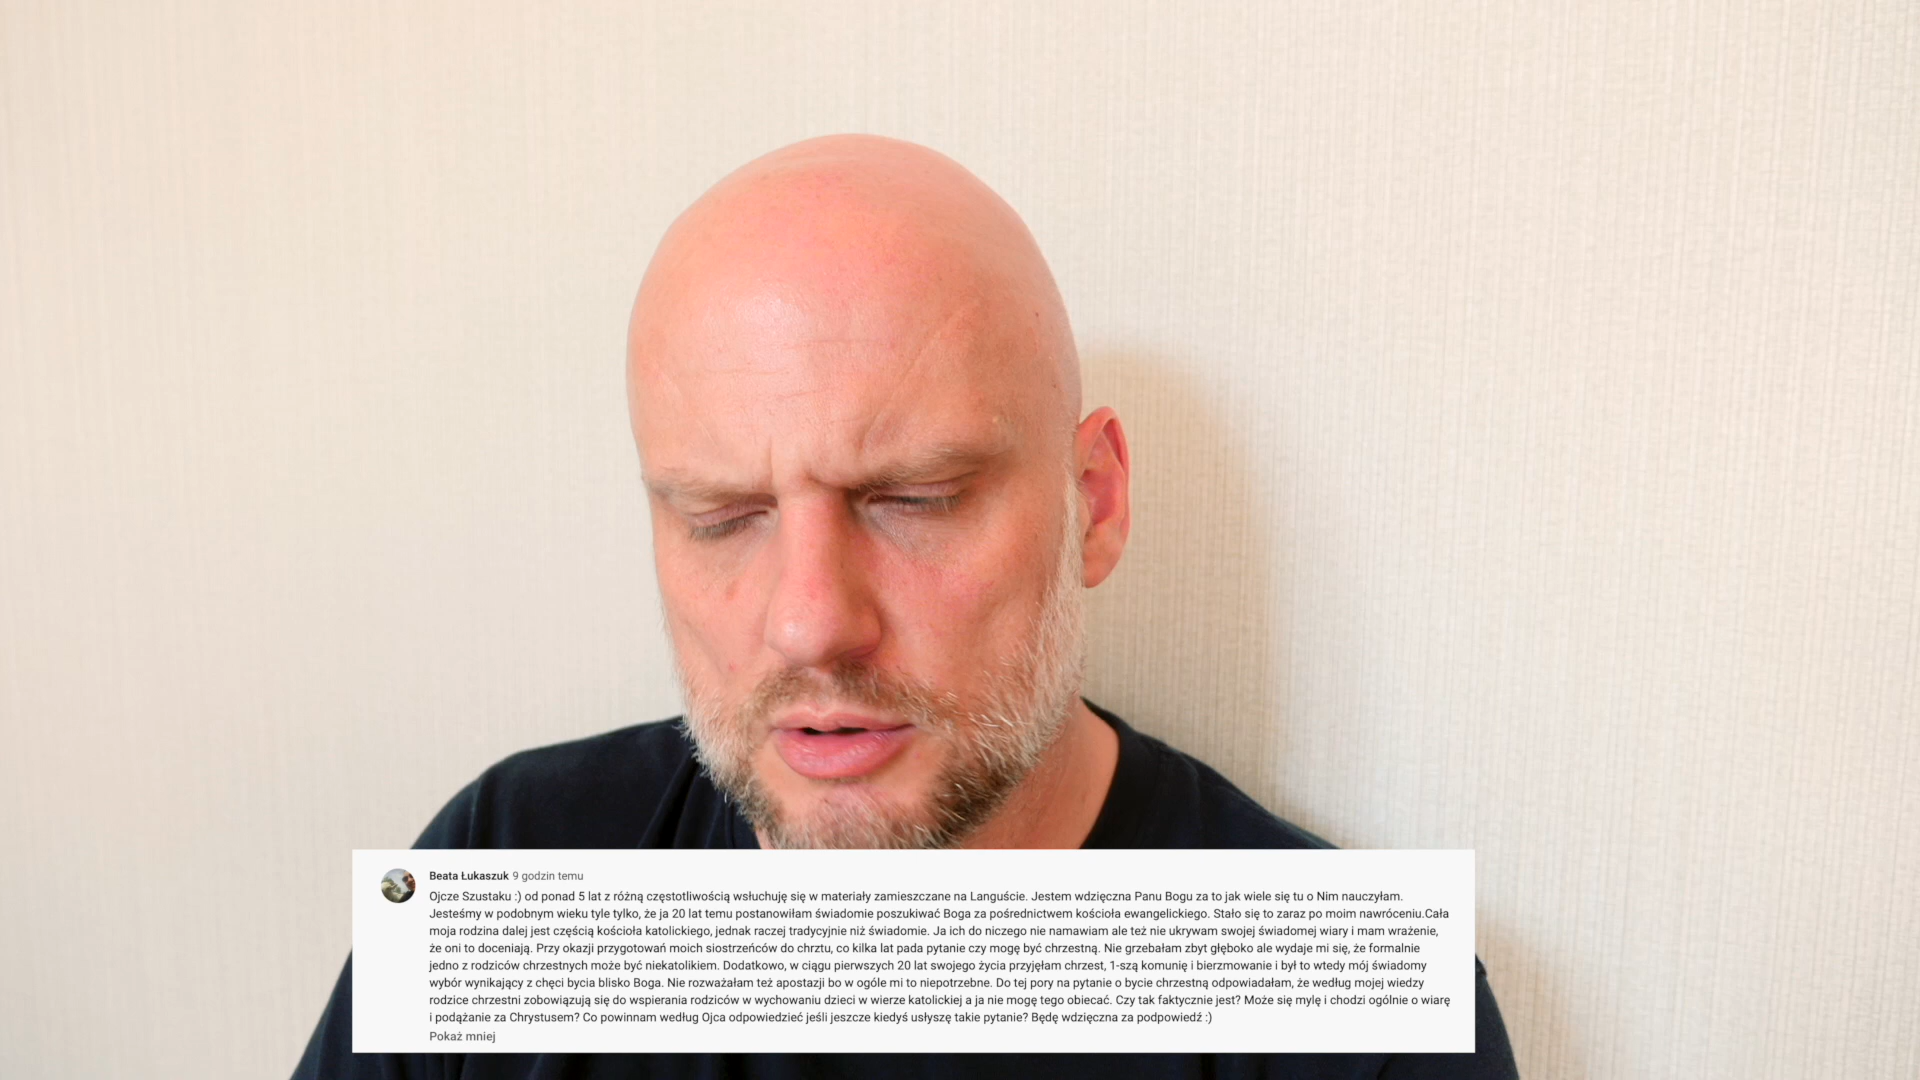 Beata Łukaszuk 9 godzin temu
Ojcze Szustaku :) od ponad 5 lat z różną częstotliwością wsłuchuję się w materiały zamieszczane na Languście. Jestem wdzięczna Panu Bogu za to jak wiele się tu o Nim nauczyłam.
Jesteśmy w podobnym wieku tyle tylko, że ja 20 lat temu postanowiłam świadomie poszukiwać Boga za pośrednictwem kościoła ewangelickiego. Stało się to zaraz po moim nawróceniu.Cała
moja rodzina dalej jest częścią kościoła katolickiego, jednak raczej tradycyjnie niż świadomie. Ja ich do niczego nie namawiam ale też nie ukrywam swojej świadomej wiary i mam wrażenie,
że oni to doceniają. Przy okazji przygotowań moich siostrzeńców do chrztu, co kilka lat pada pytanie czy mogę być chrzestną. Nie grzebałam zbyt głęboko ale wydaje mi się, że formalnie
jedno z rodziców chrzestnych może być niekatolikiem. Dodatkowo, w ciągu pierwszych 20 lat swojego życia przyjęłam chrzest, 1-szą komunię i bierzmowanie i był to wtedy mój świadomy
wybór wynikający z chęci bycia blisko Boga. Nie rozważałam też apostazji bo w ogóle mi to niepotrzebne. Do tej pory na pytanie o bycie chrzestną odpowiadałam, że według mojej wiedzy
rodzice chrzestni zobowiązują się do wspierania rodziców w wychowaniu dzieci w wierze katolickiej a ja nie mogę tego obiecać. Czy tak faktycznie jest? Może się mylę i chodzi ogólnie o wiarę
i podążanie za Chrystusem? Co powinnam według Ojca odpowiedzieć jeśli jeszcze kiedyś usłyszę takie pytanie? Będę wdzięczna za podpowiedź :)
Pokaż mniej